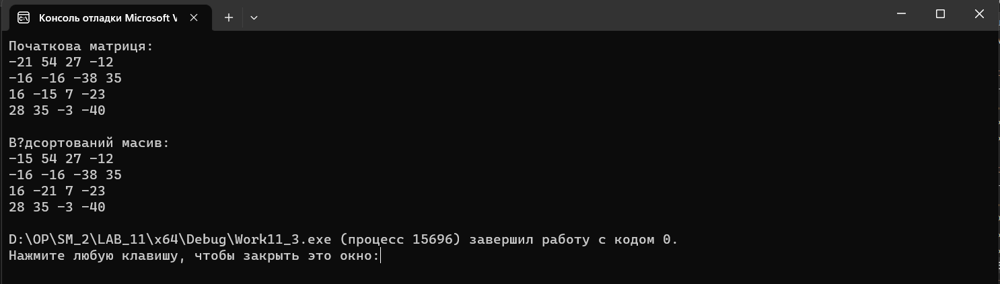 Консоль отладки Microsoft V
Початкова матриця:
-21 54 27 -12
-16 -16 -38 35
16 -15 7 -23
28 35 -3 -40
В?дсортований масив:
-15 54 27 -12
-16 -16 -38 35
16 -21 7 -23
28 35 -3 -40
D:\OP\SM_2\LAB_11\x64\Debug\Work11_3.exe (процесс 15696) завершил работу с кодом 0.
Нажмите любую клавишу, чтобы закрыть это окно: